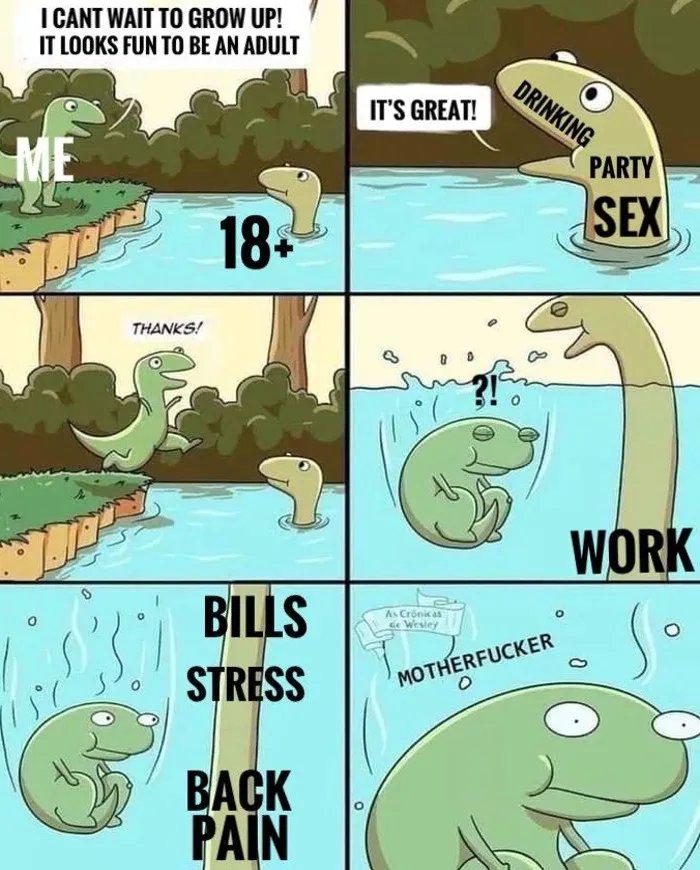 I CANT WAIT TO GROW UP!
IT LOOKS FUN TO BE AN ADULT
ME
18+
IT'S GREAT!
DRINKING
PARTY
SEX
THANKS!
?!
WORK
BILLS
STRESS
BACK
PAIN
As Crônicas
de Wesley
MOTHERFUCKER